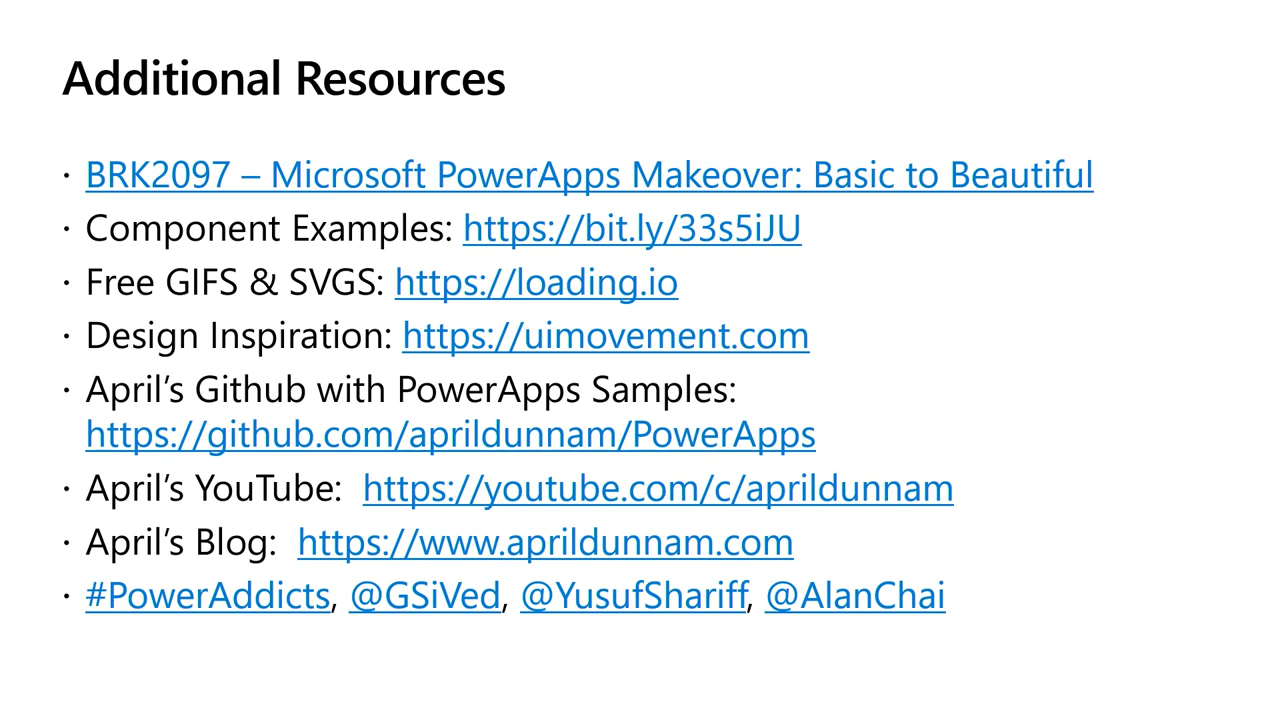 Additional Resources
· BRK2097 – Microsoft PowerApps Makeover: Basic to Beautiful
· Component Examples: https://bit.ly/33s5iJU
· Free GIFS & SVGS: https://loading.io
· Design Inspiration: https://uimovement.com
· April’s Github with PowerApps Samples:
https://github.com/aprildunnam/PowerApps
· April’s YouTube:  https://youtube.com/c/aprildunnam
· April’s Blog:  https://www.aprildunnam.com
· #PowerAddicts, @GSiVed, @YusufShariff, @AlanChai